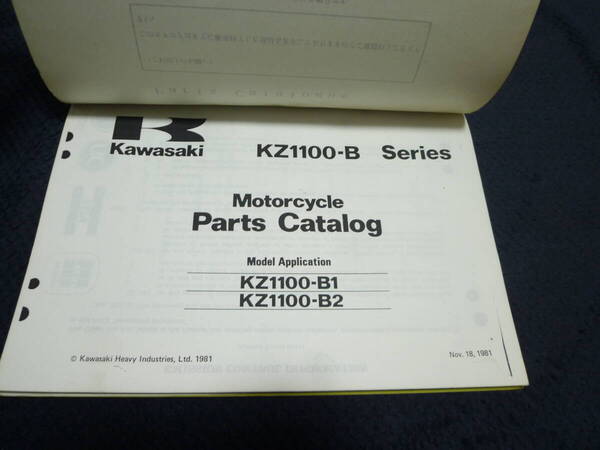 Kawasaki
KZ1100-B Series
Motorcycle
Parts Catalog
Model Application
KZ1100-B1
KZ1100-B2
© Kawasaki Heavy Industries, Ltd. 1981
Nov. 18, 1981